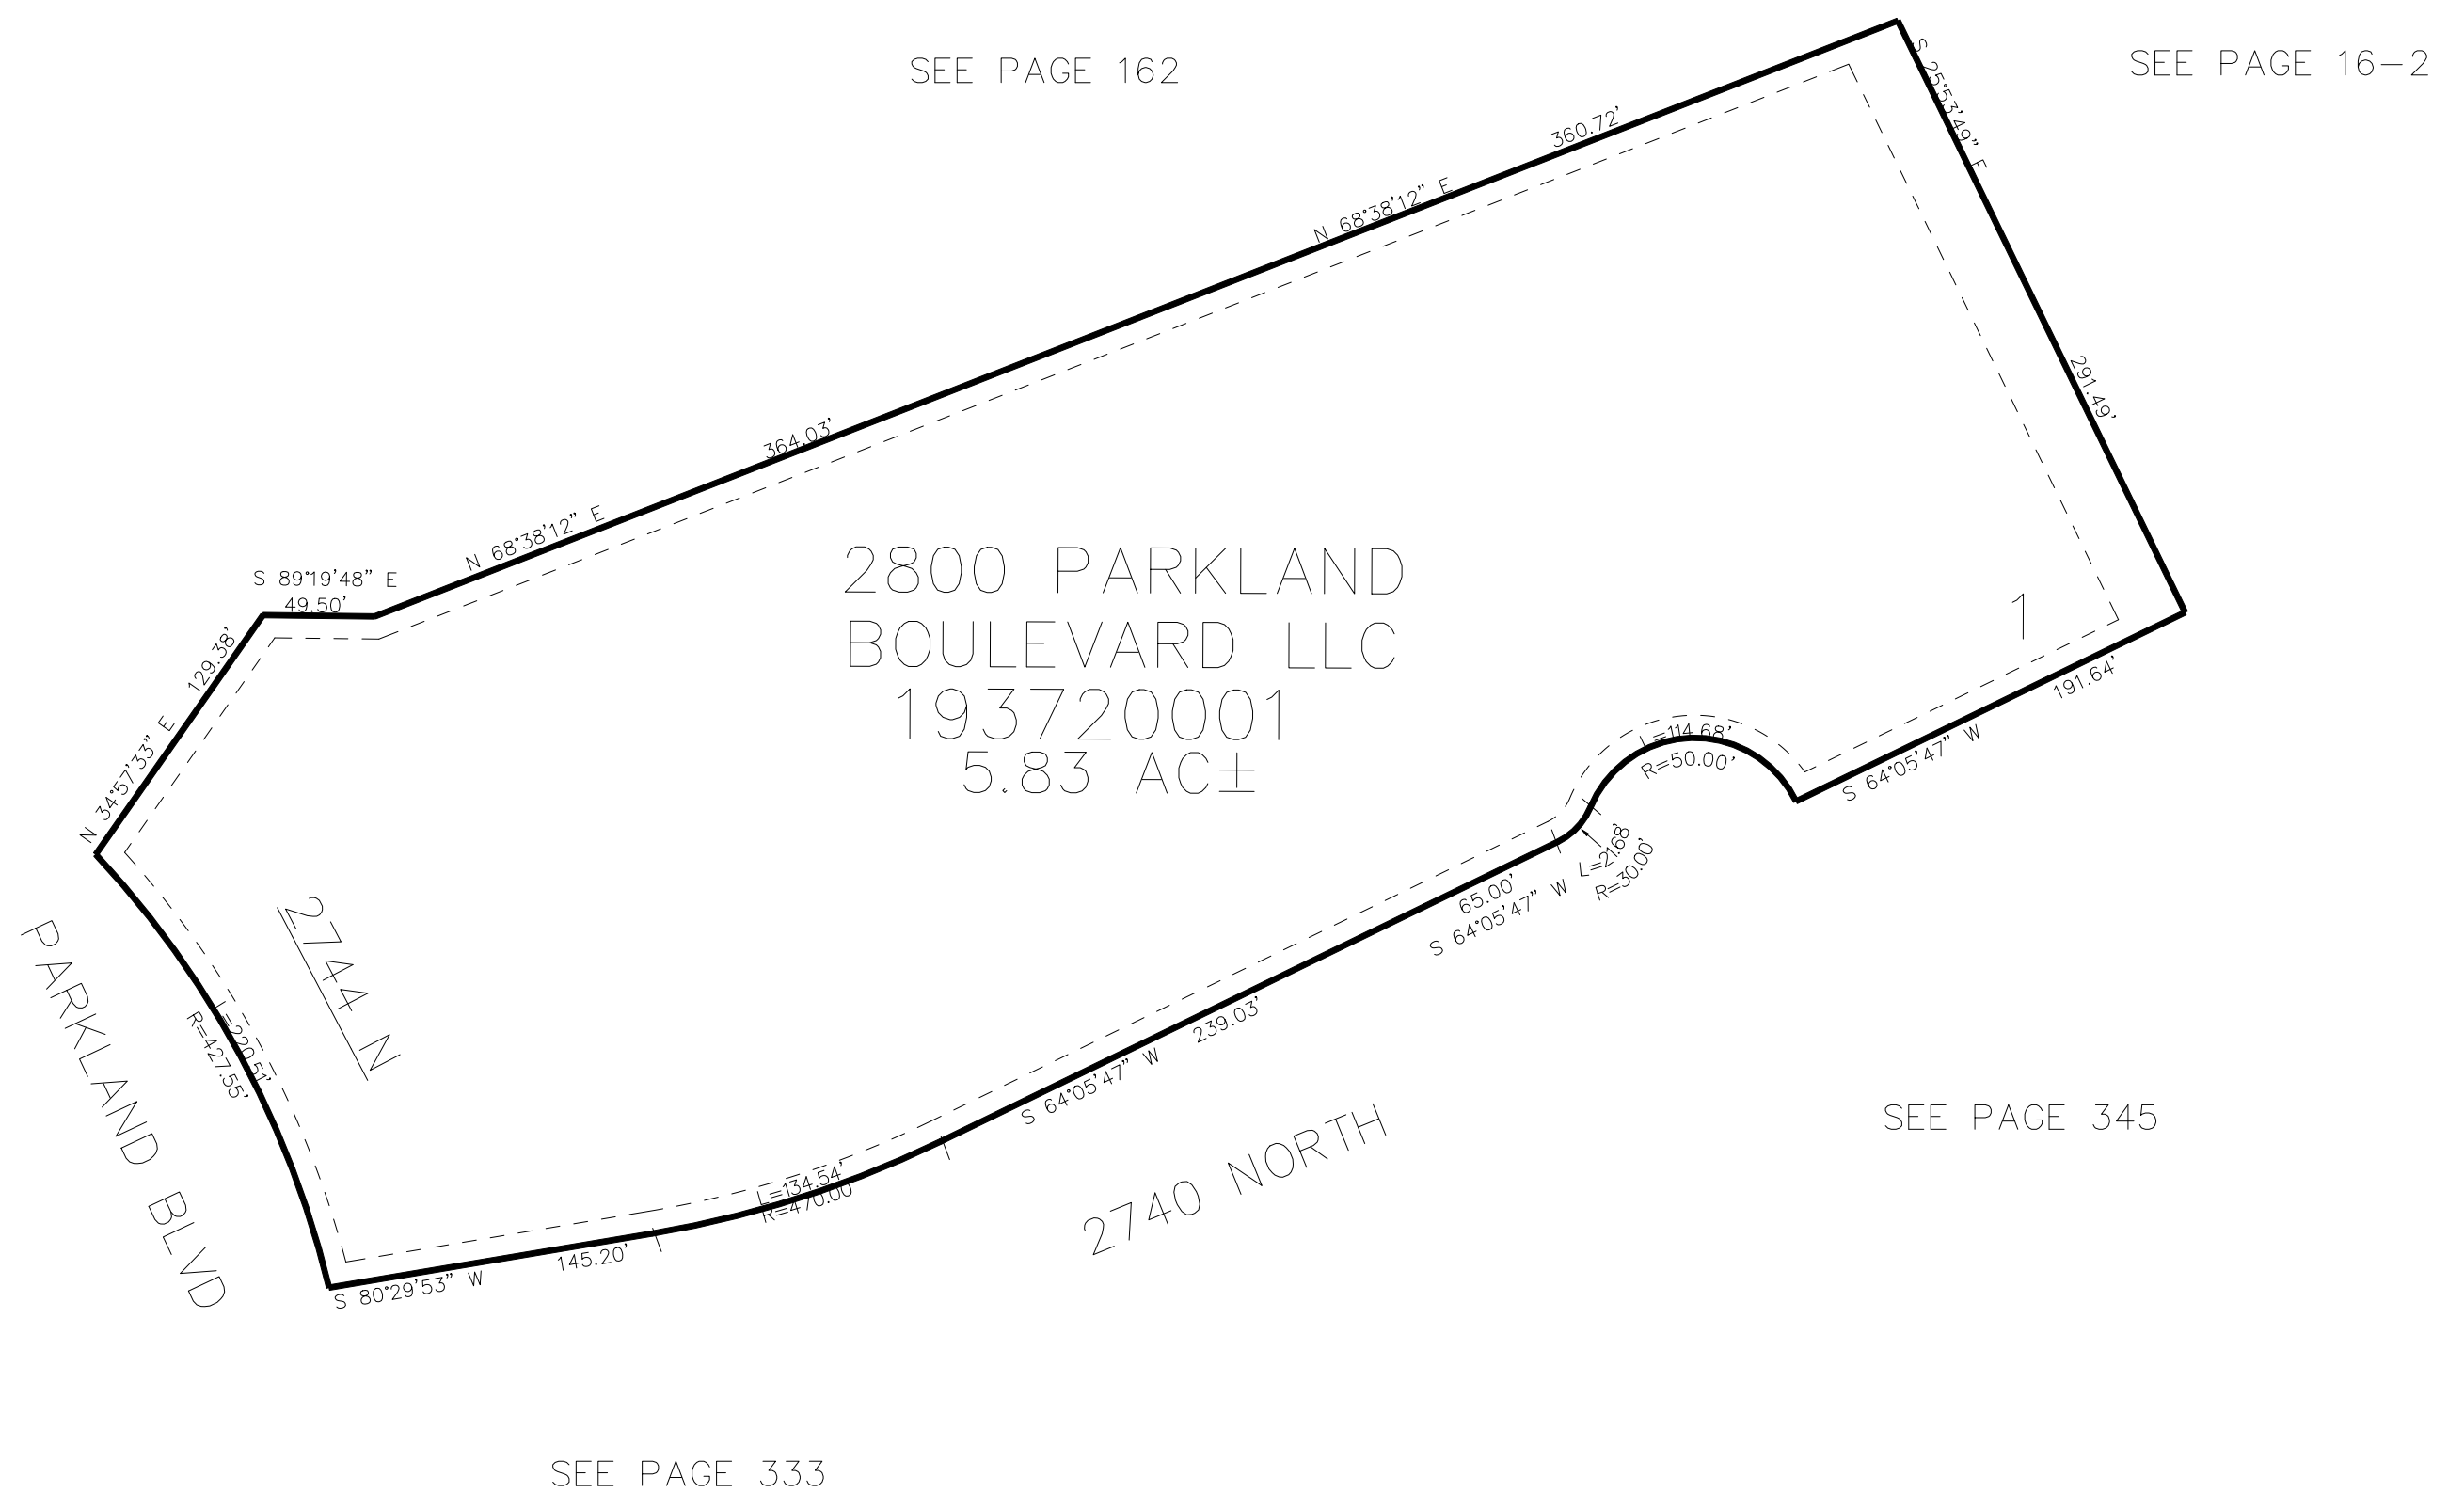 SEE PAGE 162
SEE PAGE 16-2
S 25°53'49" E
360.72'
N 68°38'12" E
291.49'
364.03'
N 68°38'12" E
S 89°19'48" E
49.50'
129.38'
N 34°57'33" E
2800 PARKLAND
BOULEVARD LLC
193720001
5.83 AC±
1
191.64'
S 64°05'47" W
L=114.68'
R=50.00'
L=21.68'
R=30.00'
65.00'
S 64°05'47" W
2744 N
PARKLAND BLVD
L=220.51'
R=427.55'
239.03'
S 64°05'47" W
L=134.54'
R=470.00'
145.20'
S 80°29'53" W
2740 NORTH
SEE PAGE 345
SEE PAGE 333